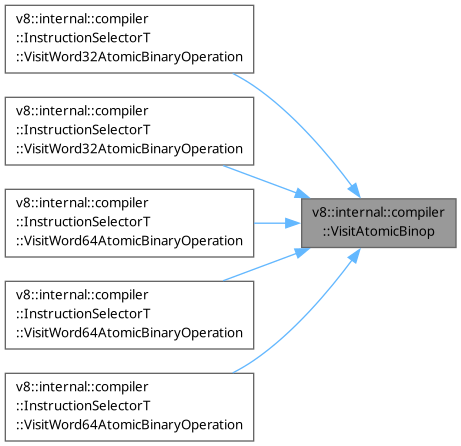 v8::internal::compiler
::InstructionSelectorT
::VisitWord32AtomicBinaryOperation
v8::internal::compiler
::InstructionSelectorT
::VisitWord32AtomicBinaryOperation
v8::internal::compiler
::InstructionSelectorT
::VisitWord64AtomicBinaryOperation
v8::internal::compiler
::VisitAtomicBinop
v8::internal::compiler
::InstructionSelectorT
::VisitWord64AtomicBinaryOperation
v8::internal::compiler
::InstructionSelectorT
::VisitWord64AtomicBinaryOperation